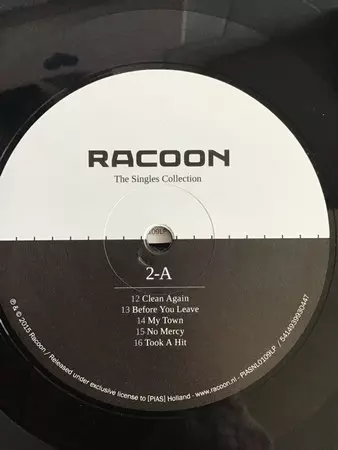 RACOON
The Singles Collection
2-A
12 Clean Again
13 Before You Leave
14 My Town
15 No Mercy
16 Took A Hit
℗ & © 2015 Racoon / Released under exclusive license to [PIAS] Holland - www.racoon.nl - PIASNL0109LP / 5414939930447